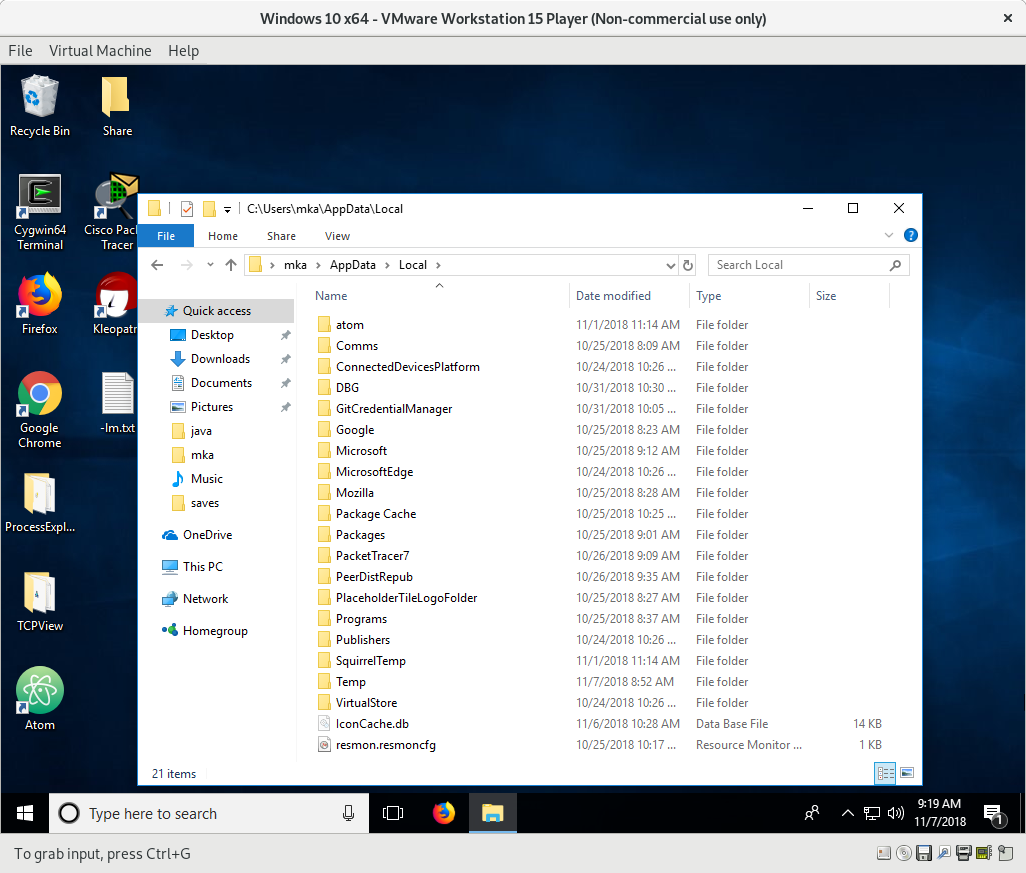 Windows 10 x64 - VMware Workstation 15 Player (Non-commercial use only)
File Virtual Machine Help
Recycle Bin
Share
Cygwin64
Terminal
Cisco Pack
Tracer
Firefox
Kleopatr
Google
Chrome
-lm.txt
ProcessExpl...
TCPView
Atom
C:\Users\mka\AppData\Local
File Home Share View
mka AppData Local
Search Local
Name Date modified Type Size
Quick access
Desktop
Downloads
Documents
Pictures
java
mka
Music
saves
OneDrive
This PC
Network
Homegroup
atom 11/1/2018 11:14 AM File folder
Comms 10/25/2018 8:09 AM File folder
ConnectedDevicesPlatform 10/24/2018 10:26 ... File folder
DBG 10/31/2018 10:30 ... File folder
GitCredentialManager 10/31/2018 10:05 ... File folder
Google 10/25/2018 8:23 AM File folder
Microsoft 10/25/2018 9:12 AM File folder
MicrosoftEdge 10/24/2018 10:26 ... File folder
Mozilla 10/25/2018 8:28 AM File folder
Package Cache 10/25/2018 10:25 ... File folder
Packages 10/25/2018 9:01 AM File folder
PacketTracer7 10/26/2018 9:09 AM File folder
PeerDistRepub 10/26/2018 9:35 AM File folder
PlaceholderTileLogoFolder 10/25/2018 8:27 AM File folder
Programs 10/25/2018 8:37 AM File folder
Publishers 10/24/2018 10:26 ... File folder
SquirrelTemp 11/1/2018 11:14 AM File folder
Temp 11/7/2018 8:52 AM File folder
VirtualStore 10/24/2018 10:26 ... File folder
IconCache.db 11/6/2018 10:28 AM Data Base File 14 KB
resmon.resmoncfg 10/25/2018 10:17 ... Resource Monitor ... 1 KB
21 items
Type here to search
9:19 AM
11/7/2018
1
To grab input, press Ctrl+G